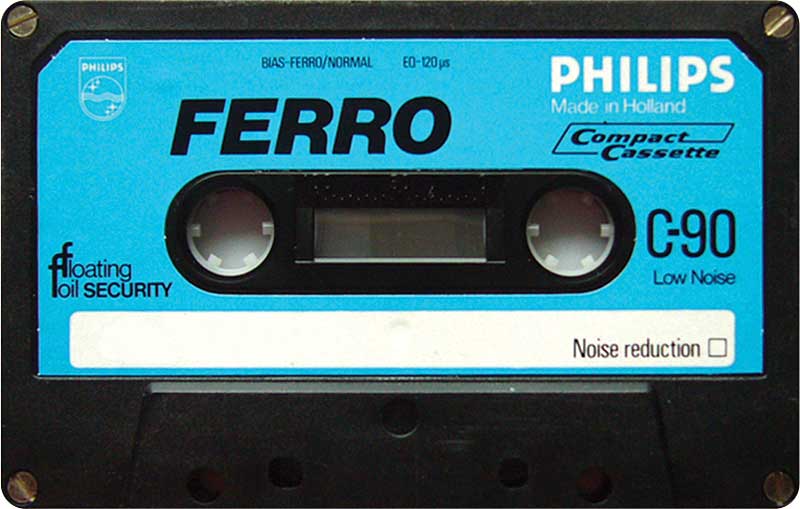 PHILIPS
BIAS-FERRO/NORMAL EQ-120 µs
PHILIPS
Made in Holland
FERRO
Compact
Cassette
C-90
Low Noise
floating
foil SECURITY
Noise reduction